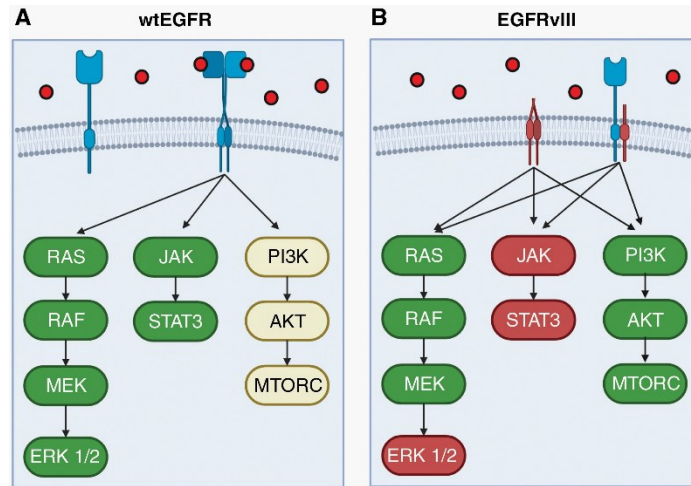 A
wtEGFR
RAS
JAK
PI3K
RAF
STAT3
AKT
MEK
MTORC
ERK 1/2
B
EGFRvIII
RAS
JAK
PI3K
RAF
STAT3
AKT
MEK
MTORC
ERK 1/2